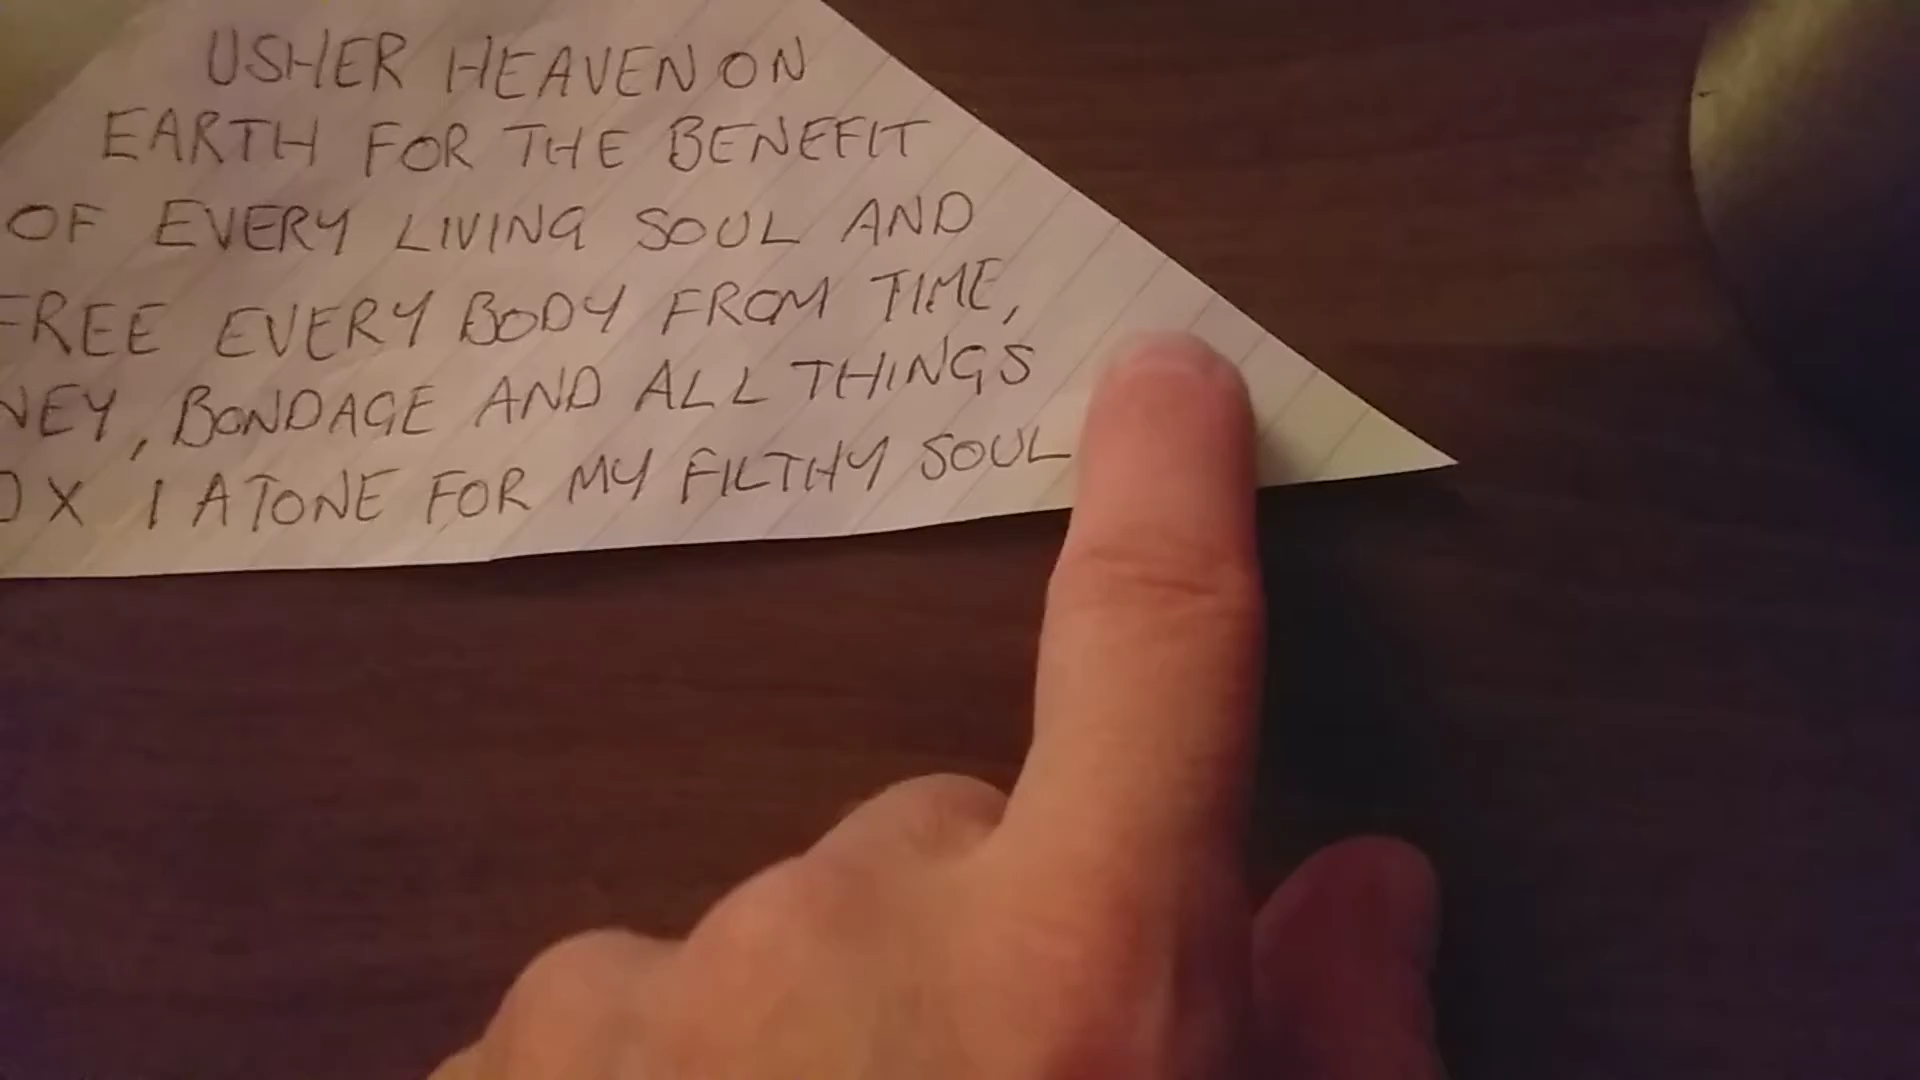 USHER HEAVEN ON
EARTH FOR THE BENEFIT
OF EVERY LIVING SOUL AND
FREE EVERY BODY FROM TIME,
NEY, BONDAGE AND ALL THINGS
X I ATONE FOR MY FILTHY SOUL